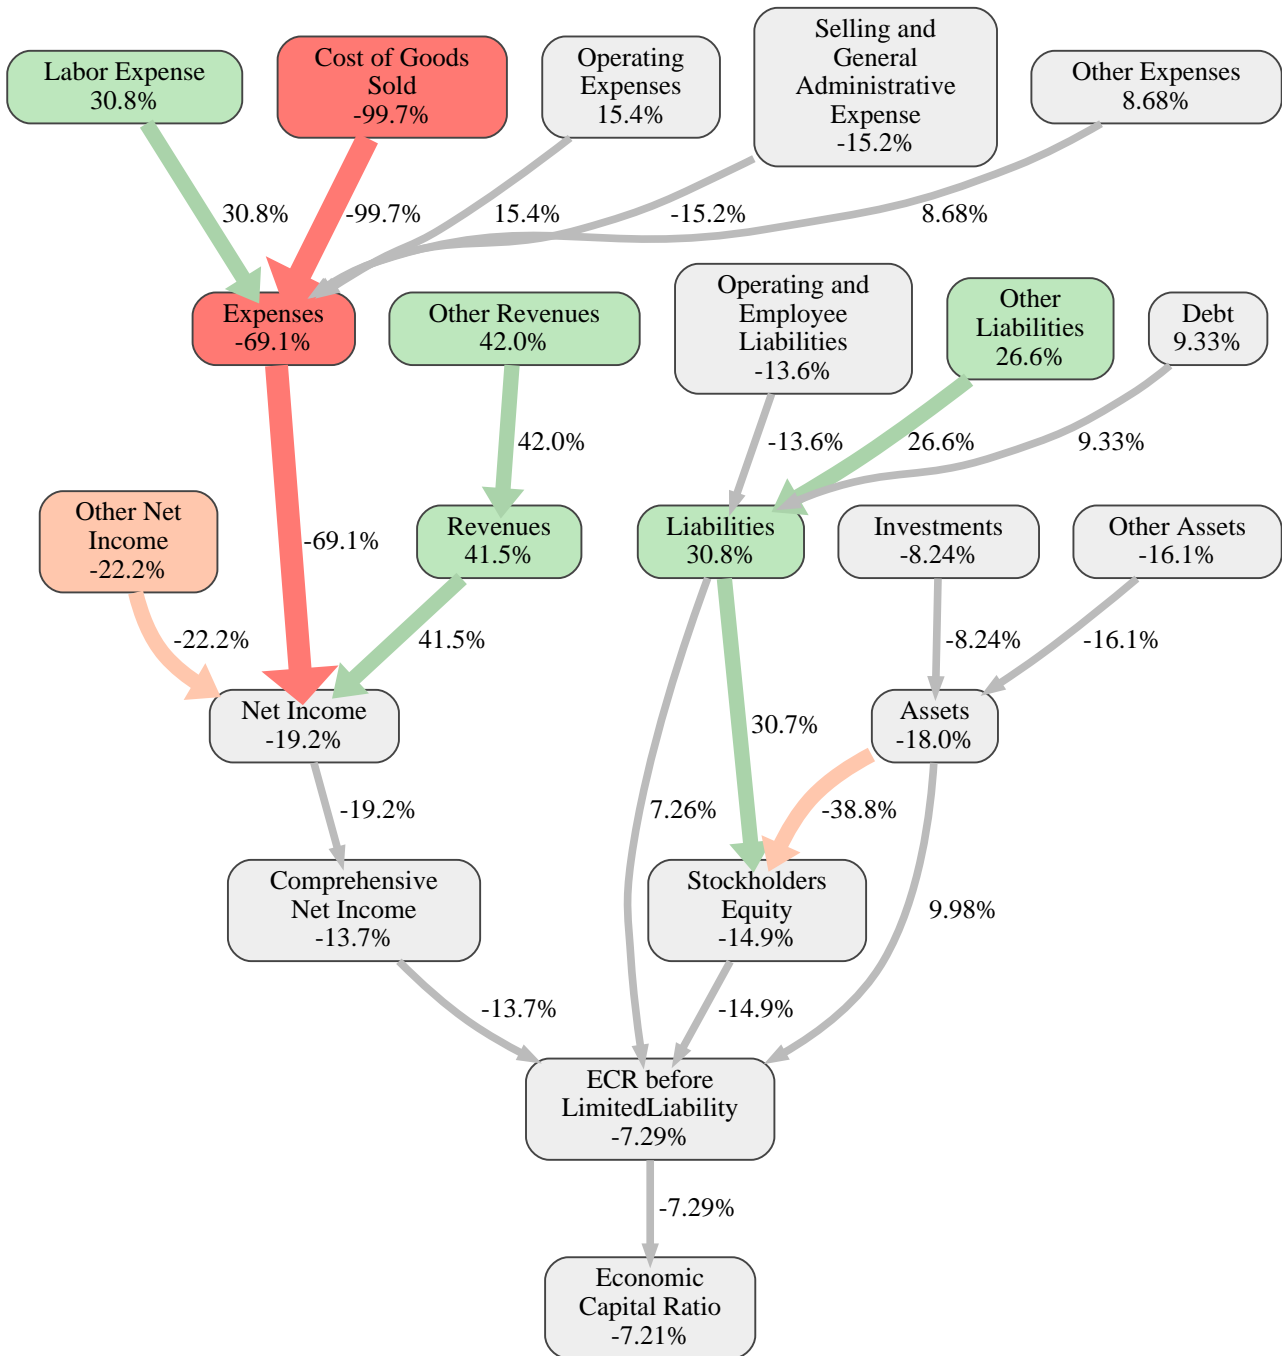 Labor Expense
30.8%
Cost of Goods
Sold
-99.7%
Operating
Expenses
15.4%
Selling and
General
Administrative
Expense
-15.2%
Other Expenses
8.68%
30.8%
-99.7%
15.4%
-15.2%
8.68%
Expenses
-69.1%
Other Revenues
42.0%
Operating and
Employee
Liabilities
-13.6%
Other
Liabilities
26.6%
Debt
9.33%
42.0%
-13.6%
26.6%
9.33%
Other Net
Income
-22.2%
-69.1%
Revenues
41.5%
Liabilities
30.8%
Investments
-8.24%
Other Assets
-16.1%
-22.2%
41.5%
-8.24%
-16.1%
Net Income
-19.2%
30.7%
Assets
-18.0%
-19.2%
7.26%
-38.8%
Comprehensive
Net Income
-13.7%
Stockholders
Equity
-14.9%
9.98%
-13.7%
-14.9%
ECR before
LimitedLiability
-7.29%
-7.29%
Economic
Capital Ratio
-7.21%